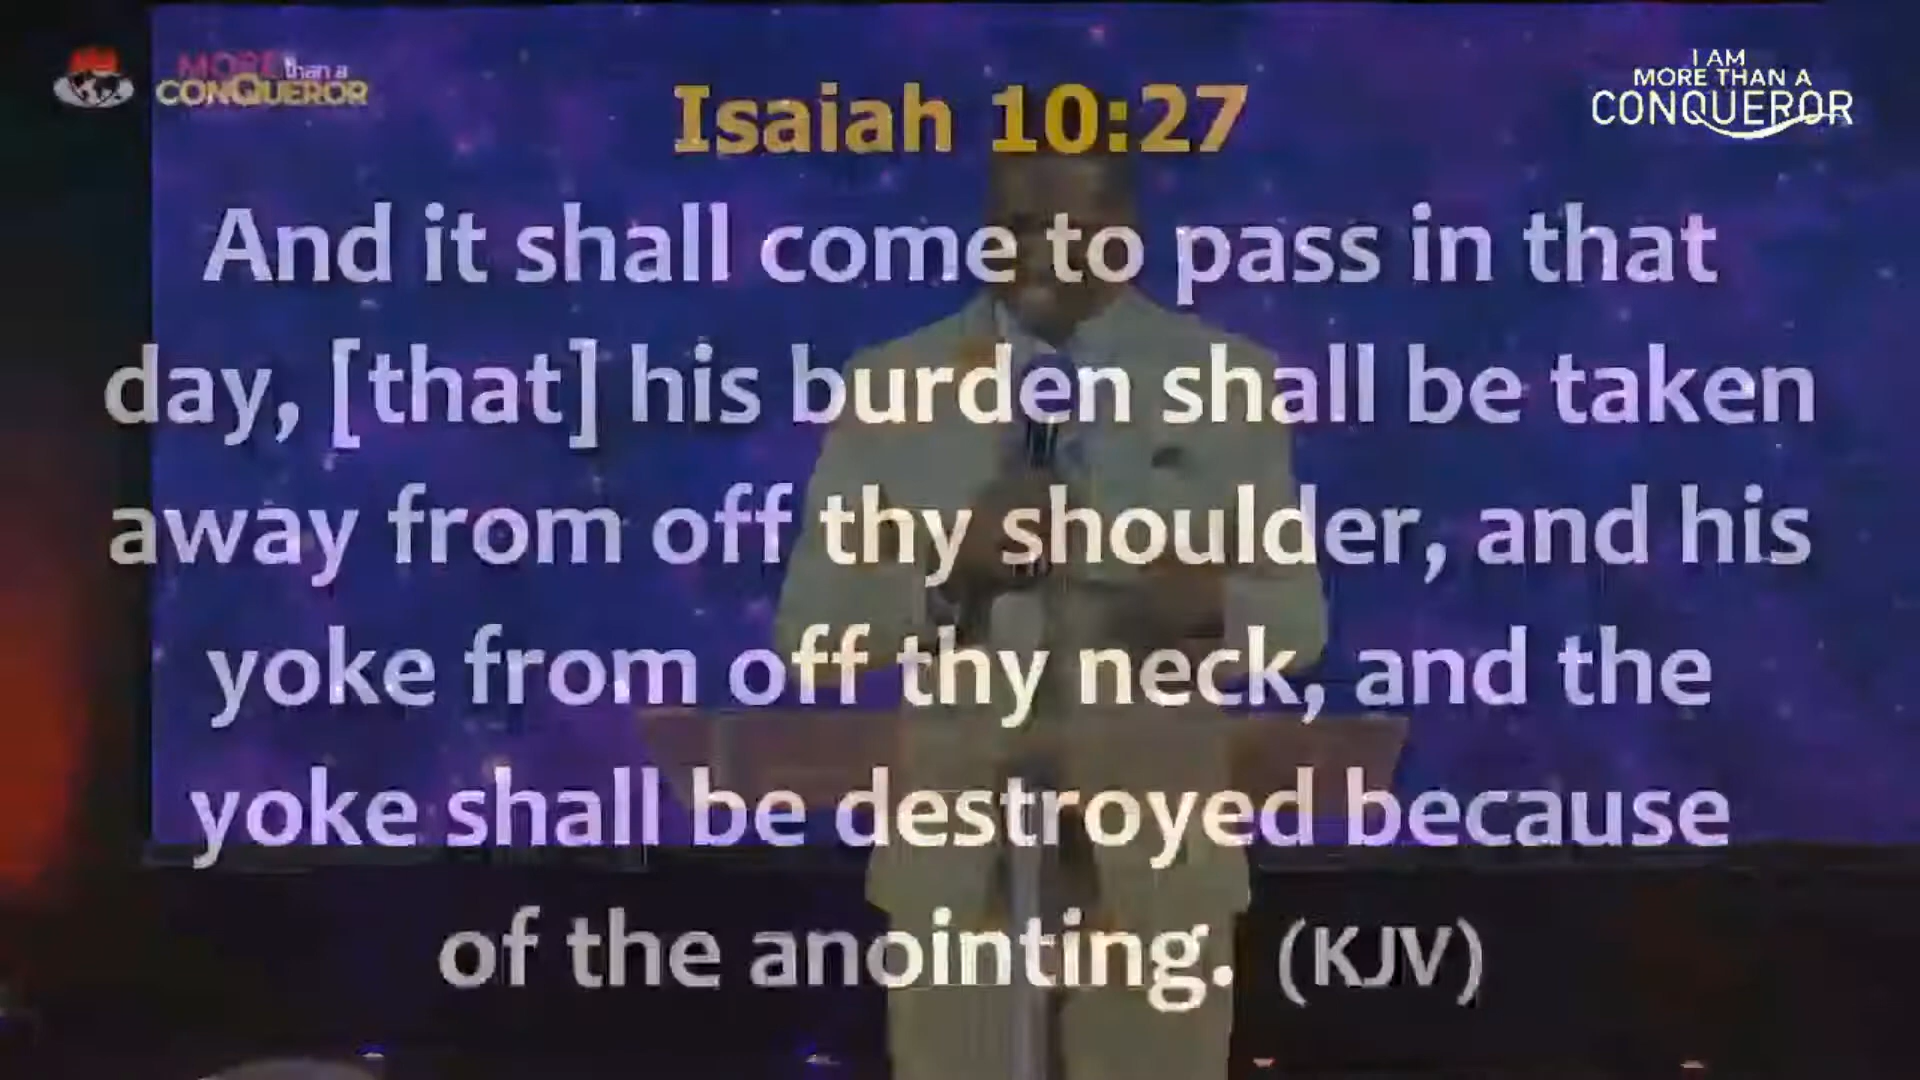 MORE than a
CONQUEROR
I AM
MORE THAN A
CONQUEROR
Isaiah 10:27
And it shall come to pass in that
day, [that] his burden shall be taken
away from off thy shoulder, and his
yoke from off thy neck, and the
yoke shall be destroyed because
of the anointing. (KJV)